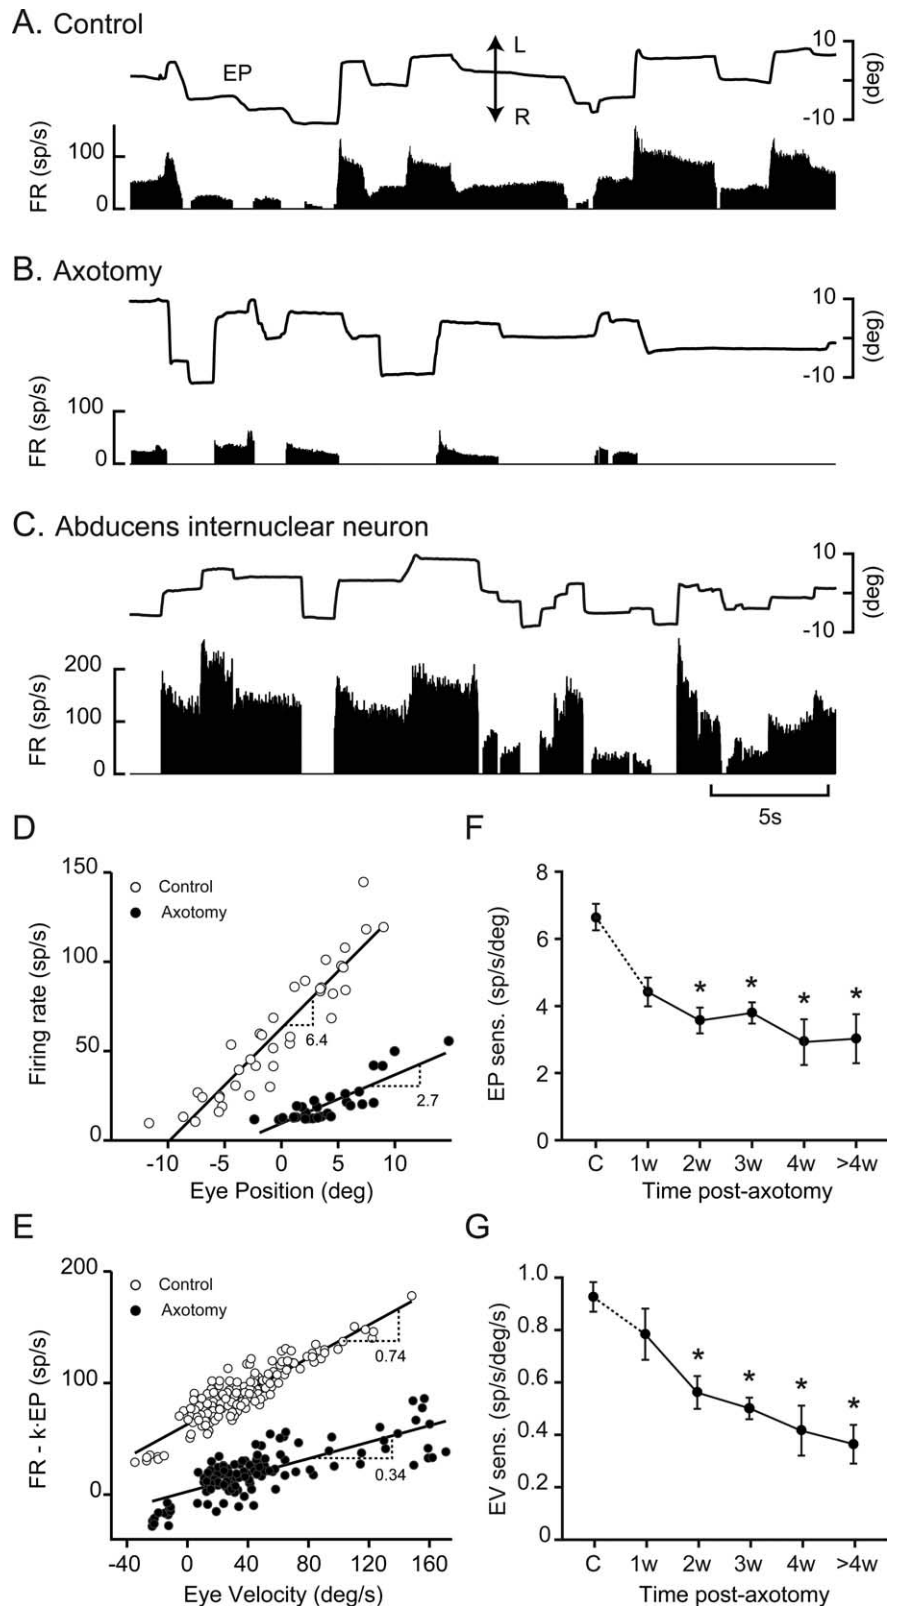 A. Control
EP
L
R
10
-10
(deg)
FR (sp/s)
100
0
B. Axotomy
10
-10
(deg)
FR (sp/s)
100
0
C. Abducens internuclear neuron
10
-10
(deg)
FR (sp/s)
200
100
0
5s
D
150
100
50
0
Firing rate (sp/s)
Control
Axotomy
6.4
2.7
-10 -5 0 5 10
Eye Position (deg)
F
8
6
4
2
0
EP sens. (sp/s/deg)
* * * *
C 1w 2w 3w 4w >4w
Time post-axotomy
E
200
100
0
FR - k·EP (sp/s)
Control
Axotomy
0.74
0.34
-40 0 40 80 120 160
Eye Velocity (deg/s)
G
1.0
0.8
0.6
0.4
0.2
0
EV sens. (sp/s/deg/s)
* * * *
C 1w 2w 3w 4w >4w
Time post-axotomy